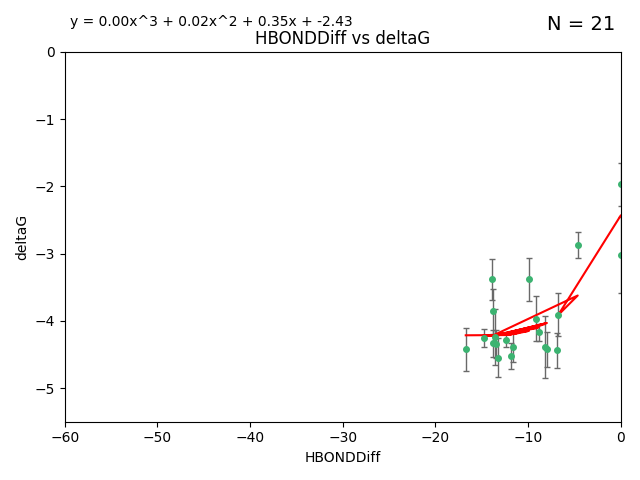 y = 0.00x^3 + 0.02x^2 + 0.35x + -2.43
N = 21
HBONDDiff vs deltaG
0
−1
−2
−3
−4
−5
deltaG
−60 −50 −40 −30 −20 −10 0
HBONDDiff